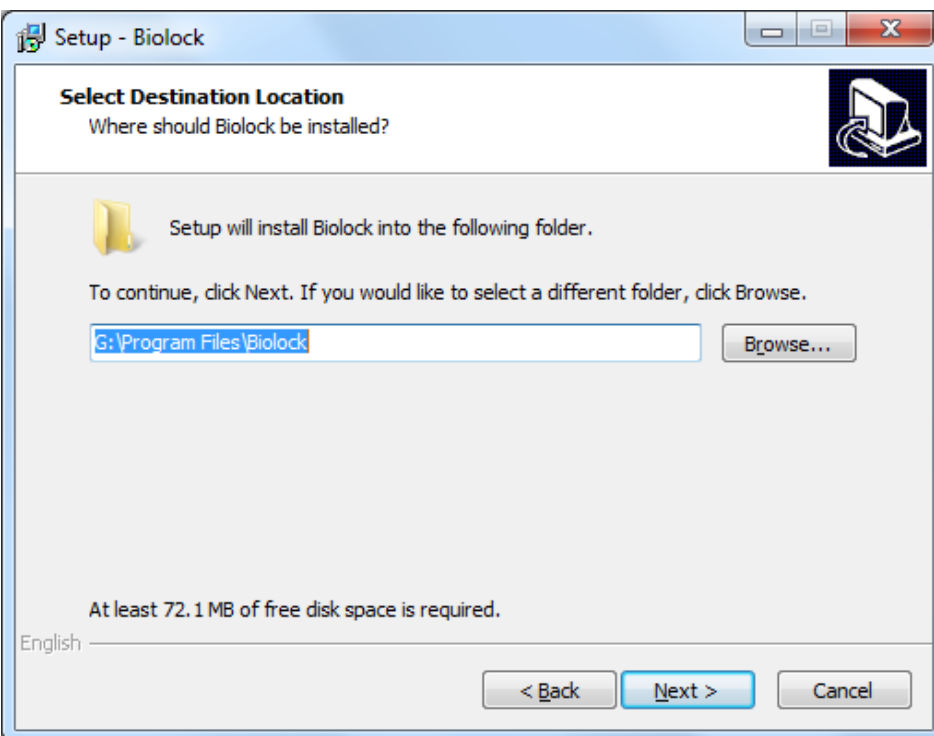 Setup - Biolock
Select Destination Location
Where should Biolock be installed?
Setup will install Biolock into the following folder.
To continue, click Next. If you would like to select a different folder, click Browse.
G:\Program Files\Biolock
Browse...
At least 72.1 MB of free disk space is required.
English
< Back
Next >
Cancel